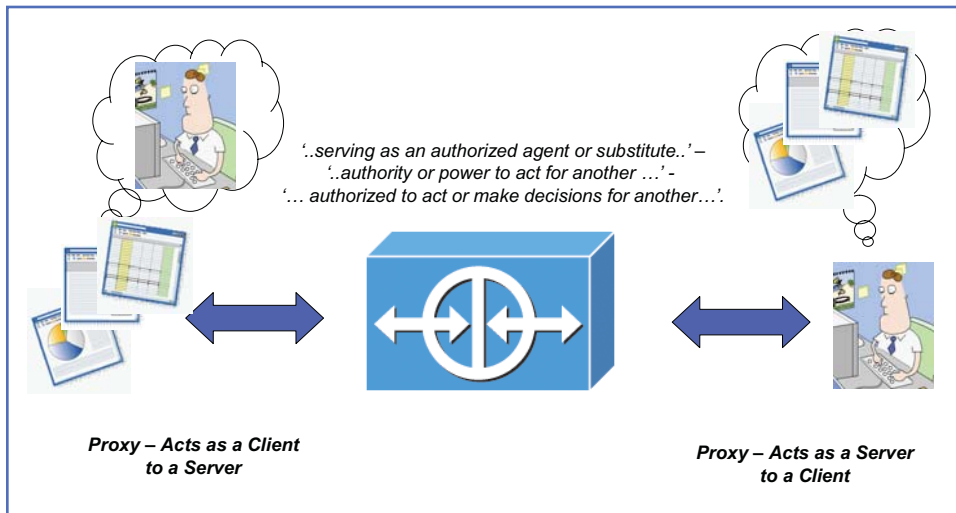 ‘..serving as an authorized agent or substitute..’ –
‘..authority or power to act for another …’ -
‘… authorized to act or make decisions for another…’.
Proxy – Acts as a Client
to a Server
Proxy – Acts as a Server
to a Client